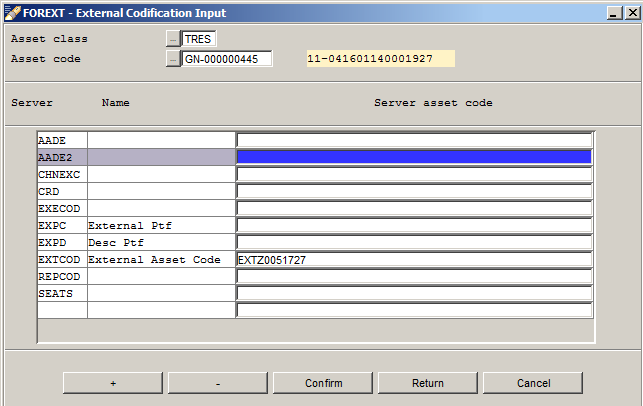 FOREXT - External Codification Input
Asset class ... TRES
Asset code ... GN-000000445 11-041601140001927
Server Name Server asset code
AADE
AADE2
CHNEXC
CRD
EXECOD
EXPC External Ptf
EXPD Desc Ptf
EXTCOD External Asset Code EXTZ0051727
REPCOD
SEATS
+ - Confirm Return Cancel